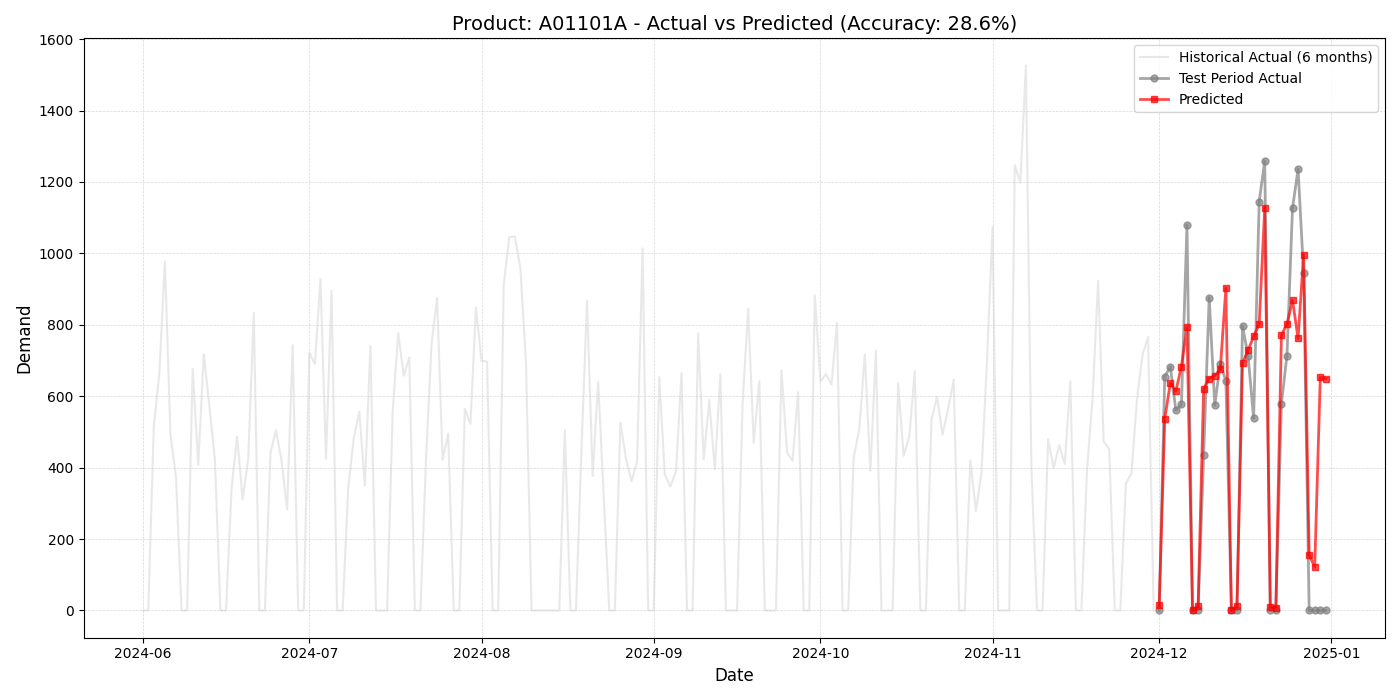 Product: A01101A - Actual vs Predicted (Accuracy: 28.6%)
Historical Actual (6 months)
Test Period Actual
Predicted
Demand
1600
1400
1200
1000
800
600
400
200
0
2024-06
2024-07
2024-08
2024-09
2024-10
2024-11
2024-12
2025-01
Date